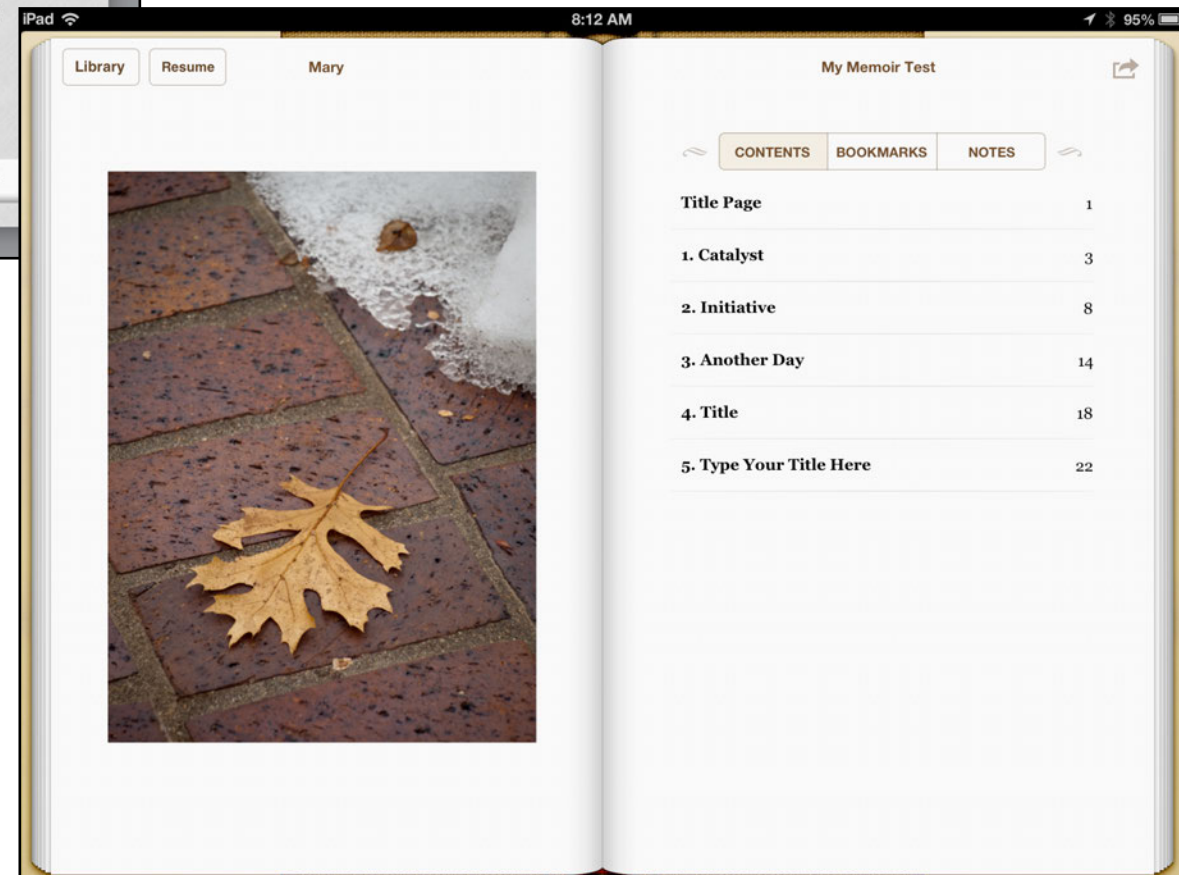 iPad 8:12 AM 95%
Library Resume Mary My Memoir Test
CONTENTS BOOKMARKS NOTES
Title Page 1
1. Catalyst 3
2. Initiative 8
3. Another Day 14
4. Title 18
5. Type Your Title Here 22